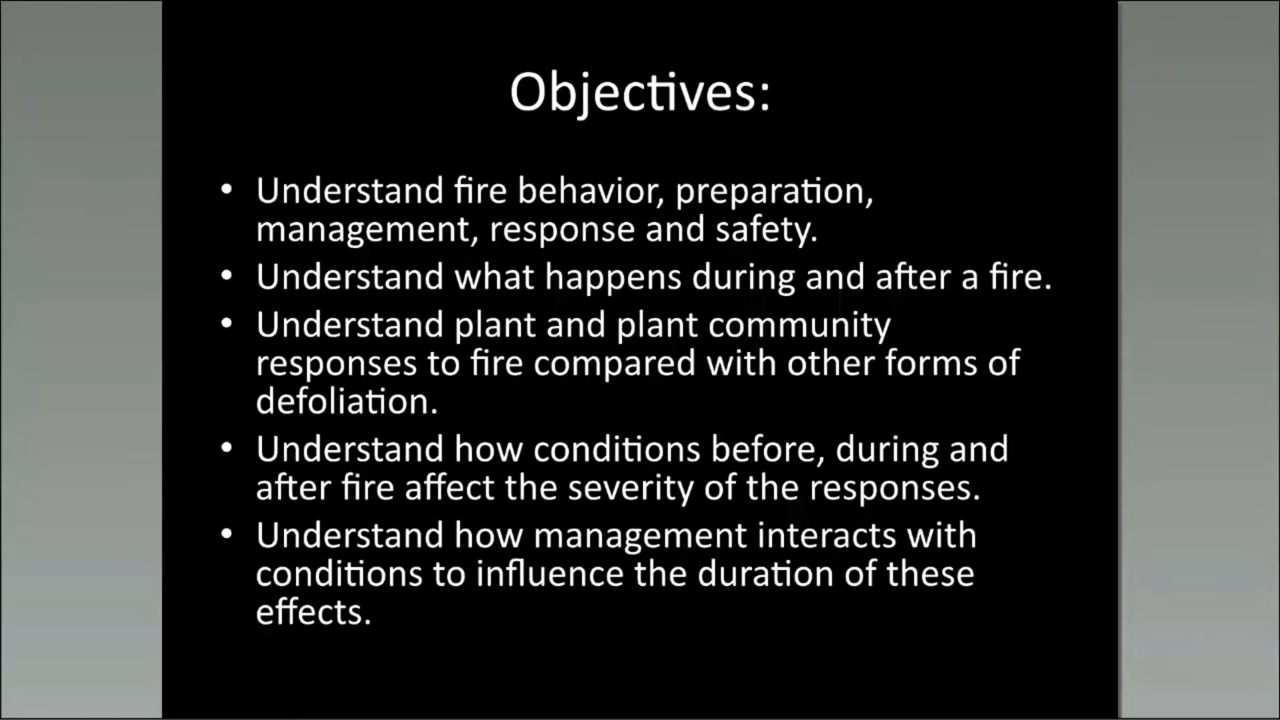 Objectives:
• Understand fire behavior, preparation,
management, response and safety.
• Understand what happens during and after a fire.
• Understand plant and plant community
responses to fire compared with other forms of
defoliation.
• Understand how conditions before, during and
after fire affect the severity of the responses.
• Understand how management interacts with
conditions to influence the duration of these
effects.